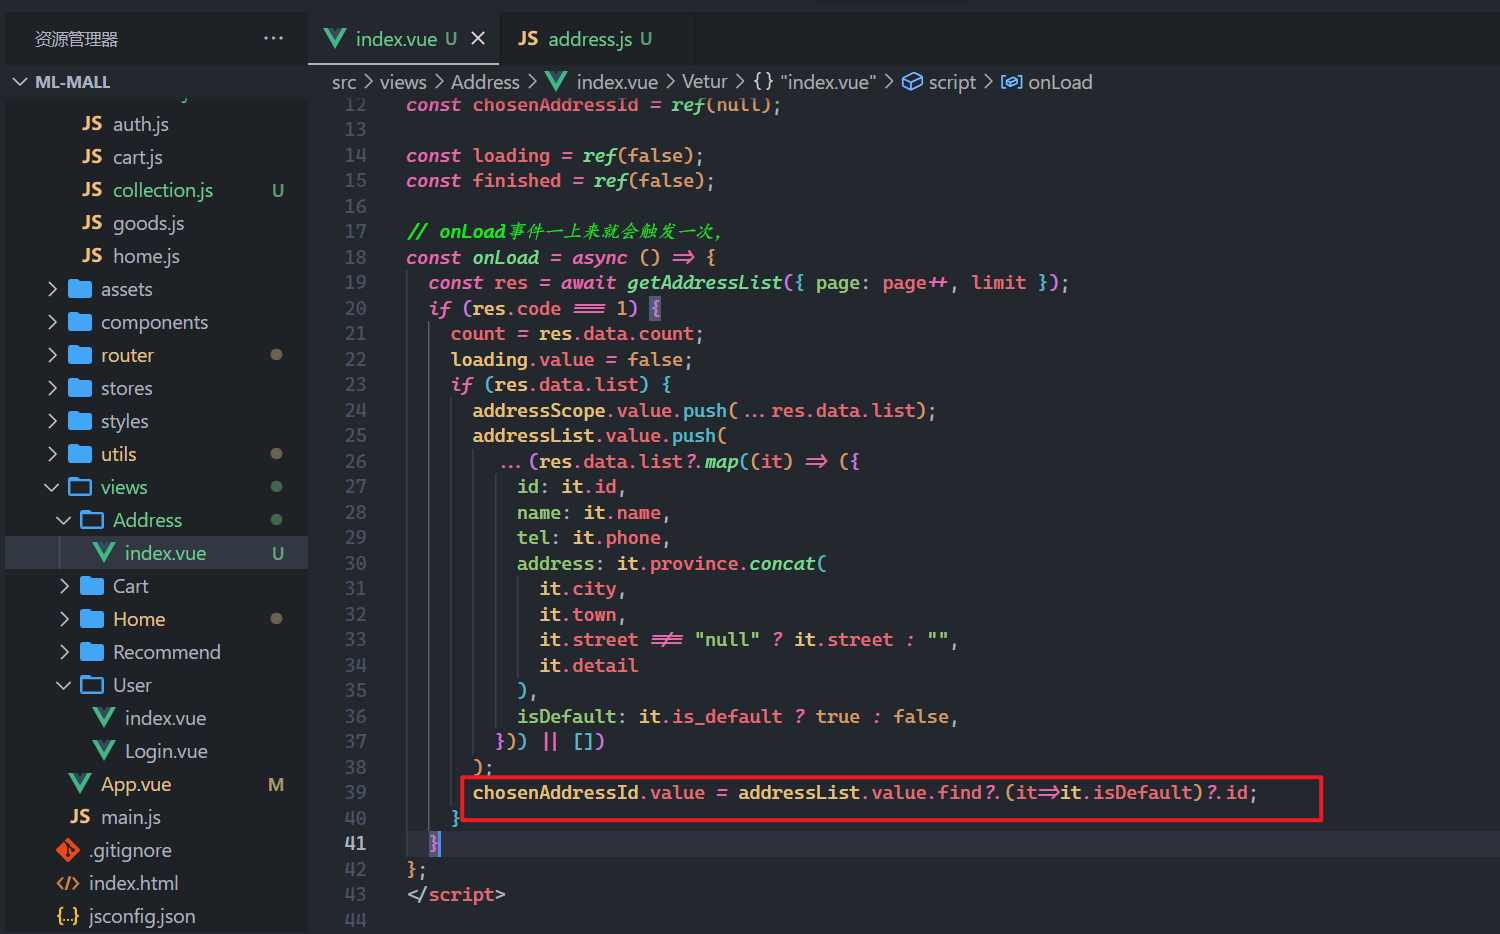 资源管理器 ···
index.vue U ×
JS address.js U
ML-MALL
src > views > Address > index.vue > Vetur > {} "index.vue" > script > onLoad
JS auth.js
JS cart.js
JS collection.js U
JS goods.js
JS home.js
assets
components
router
stores
styles
utils
views
Address
index.vue U
Cart
Home
Recommend
User
index.vue
Login.vue
App.vue M
JS main.js
.gitignore
index.html
{..} jsconfig.json
12 const chosenAddressId = ref(null);
13
14 const loading = ref(false);
15 const finished = ref(false);
16
17 // onLoad事件一上来就会触发一次,
18 const onLoad = async () => {
19 const res = await getAddressList({ page: page++, limit });
20 if (res.code === 1) {
21 count = res.data.count;
22 loading.value = false;
23 if (res.data.list) {
24 addressScope.value.push(...res.data.list);
25 addressList.value.push(
26 ...(res.data.list?.map((it) => ({
27 id: it.id,
28 name: it.name,
29 tel: it.phone,
30 address: it.province.concat(
31 it.city,
32 it.town,
33 it.street !== "null" ? it.street : "",
34 it.detail
35 ),
36 isDefault: it.is_default ? true : false,
37 })) || [])
38 );
39 chosenAddressId.value = addressList.value.find?.(it=>it.isDefault)?.id;
40 }
41 }
42 };
43 </script>
44